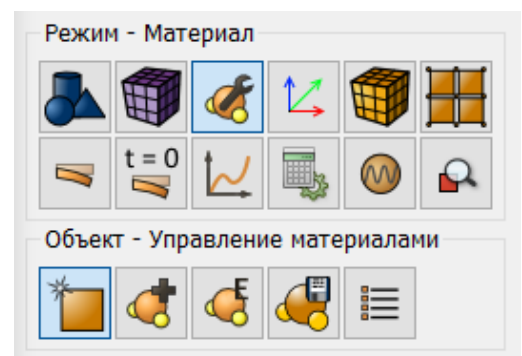 Режим - Материал
t = 0
Объект - Управление материалами
E